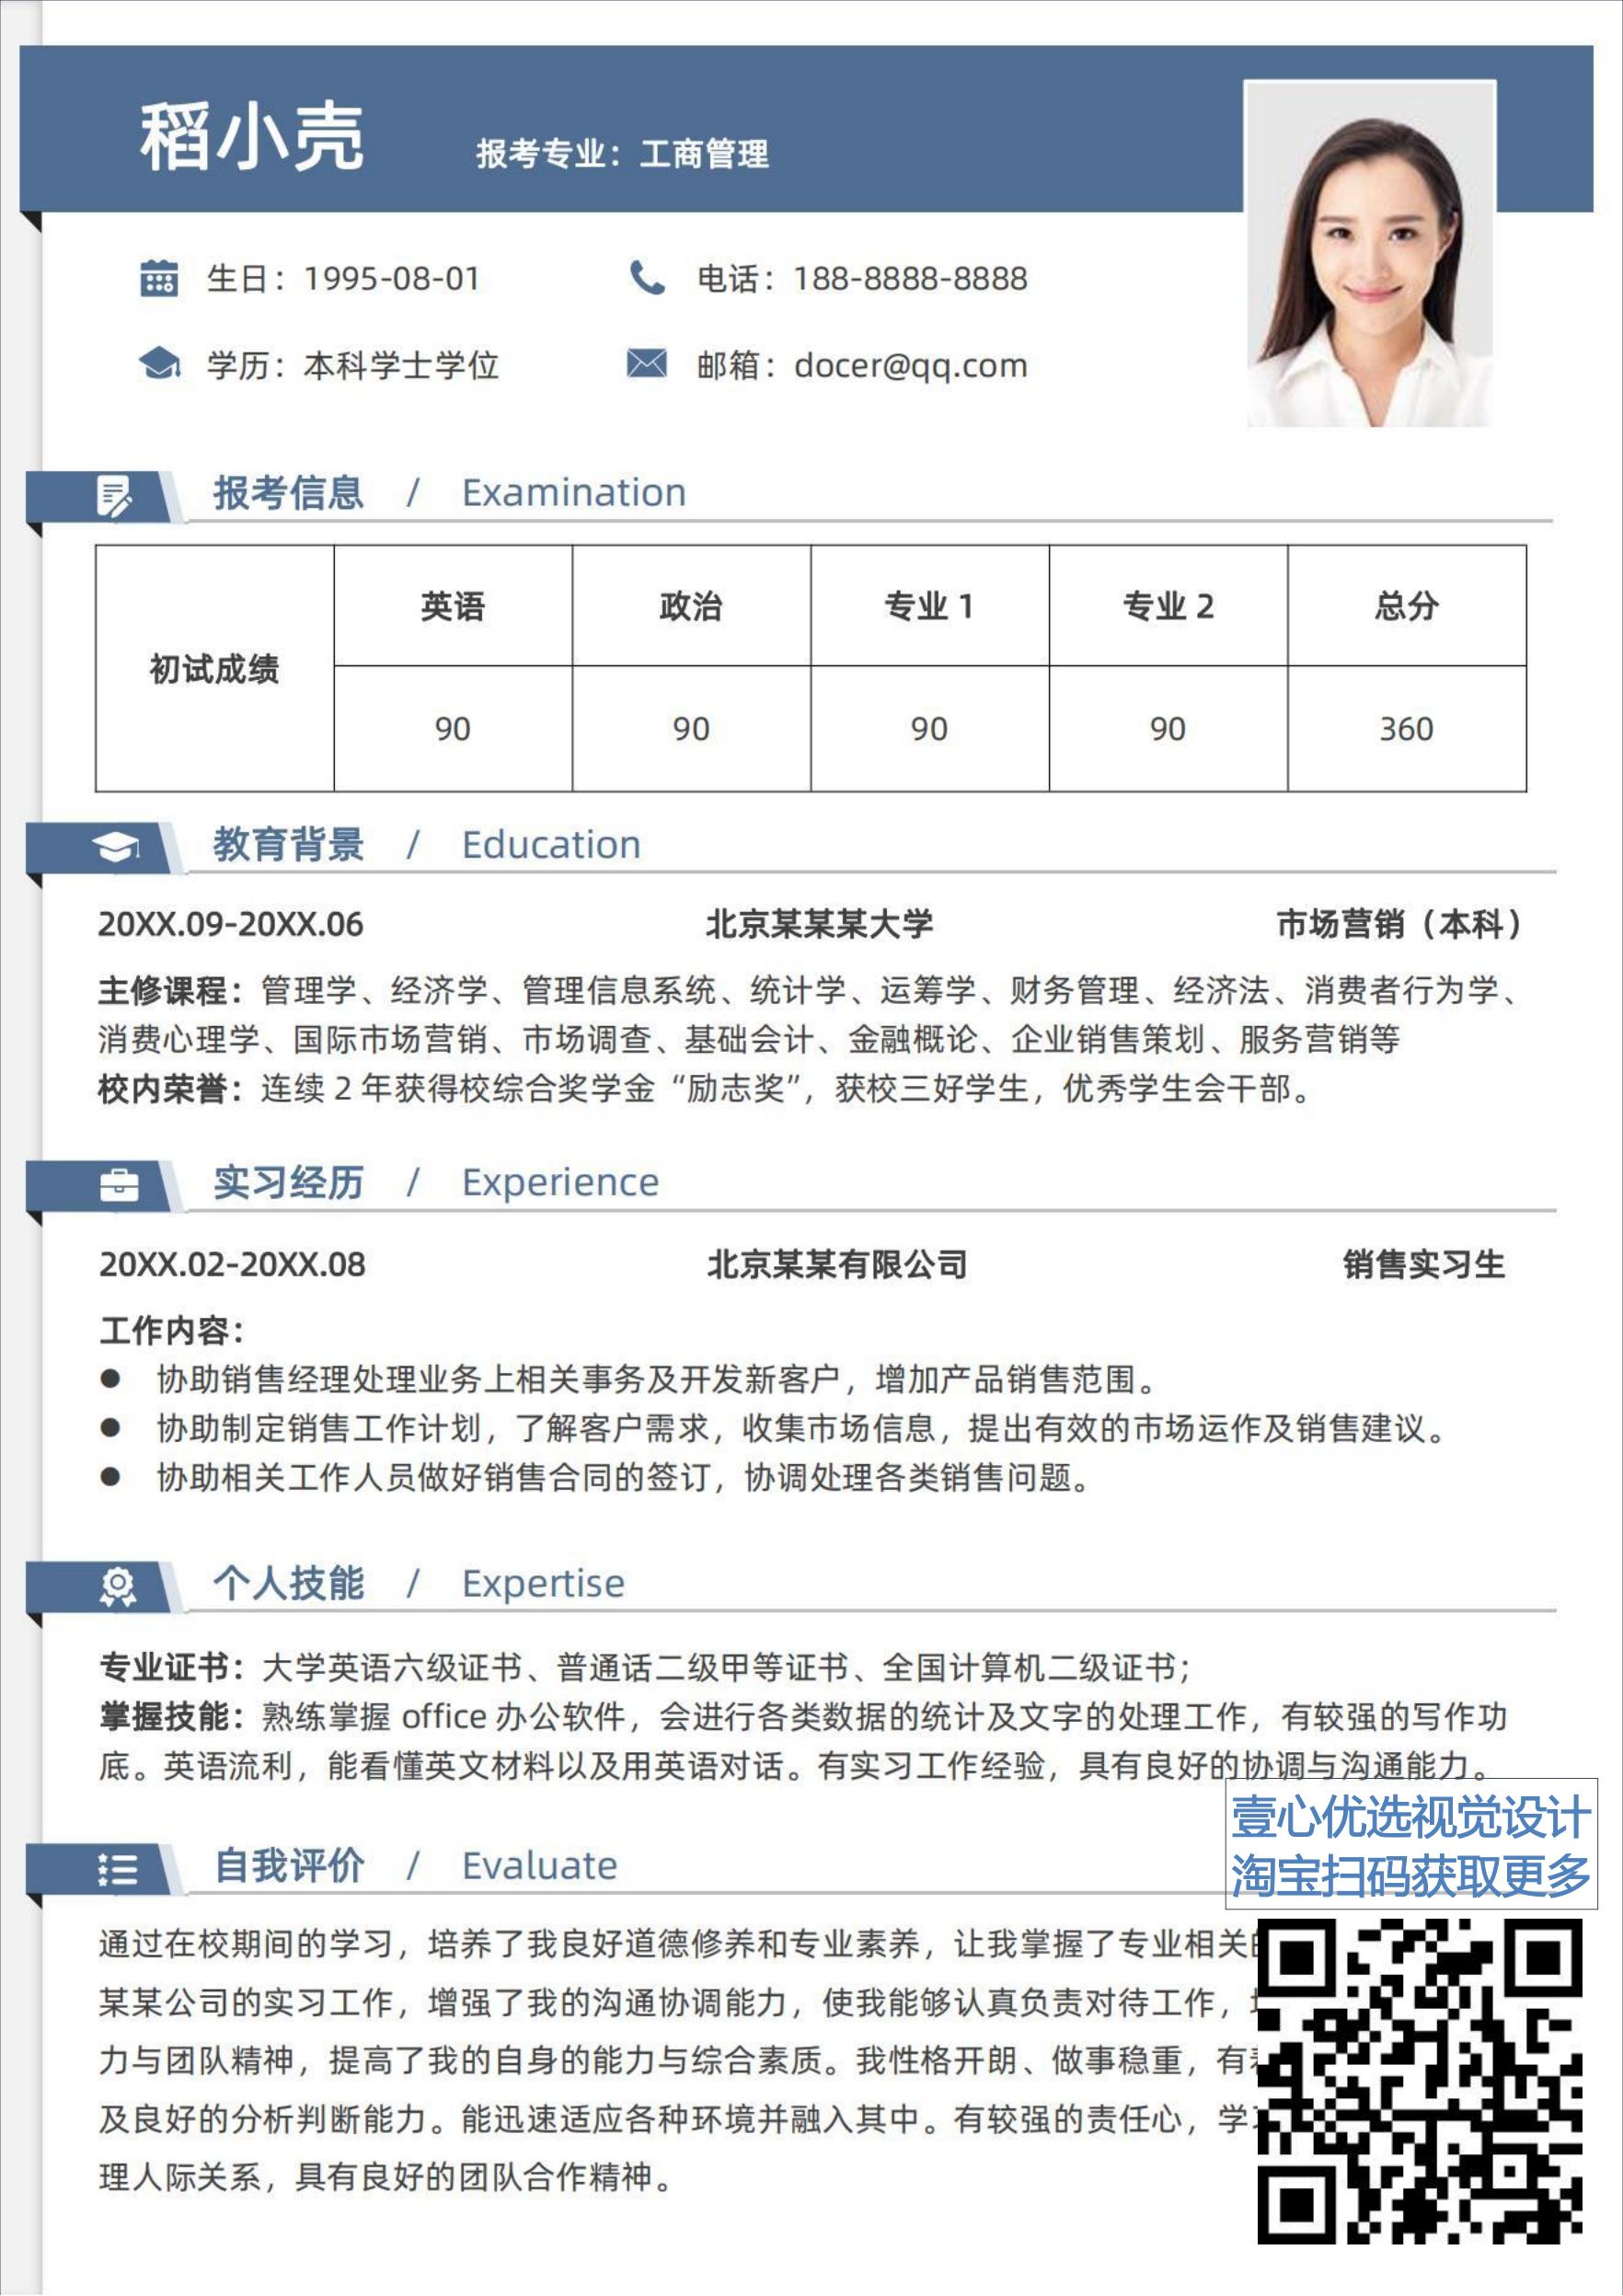 稻小壳
报考专业：工商管理
生日：1995-08-01
电话：188-8888-8888
学历：本科学士学位
邮箱：docer@qq.com
报考信息 / Examination
初试成绩
英语 政治 专业 1 专业 2 总分
90 90 90 90 360
教育背景 / Education
20XX.09-20XX.06 北京某某某大学 市场营销（本科）
主修课程：管理学、经济学、管理信息系统、统计学、运筹学、财务管理、经济法、消费者行为学、
消费心理学、国际市场营销、市场调查、基础会计、金融概论、企业销售策划、服务营销等
校内荣誉：连续 2 年获得校综合奖学金“励志奖”，获校三好学生，优秀学生会干部。
实习经历 / Experience
20XX.02-20XX.08 北京某某有限公司 销售实习生
工作内容：
● 协助销售经理处理业务上相关事务及开发新客户，增加产品销售范围。
● 协助制定销售工作计划，了解客户需求，收集市场信息，提出有效的市场运作及销售建议。
● 协助相关工作人员做好销售合同的签订，协调处理各类销售问题。
个人技能 / Expertise
专业证书：大学英语六级证书、普通话二级甲等证书、全国计算机二级证书；
掌握技能：熟练掌握 office 办公软件，会进行各类数据的统计及文字的处理工作，有较强的写作功
底。英语流利，能看懂英文材料以及用英语对话。有实习工作经验，具有良好的协调与沟通能力。
壹心优选视觉设计
淘宝扫码获取更多
自我评价 / Evaluate
通过在校期间的学习，培养了我良好道德修养和专业素养，让我掌握了专业相关
某某公司的实习工作，增强了我的沟通协调能力，使我能够认真负责对待工作，
力与团队精神，提高了我的自身的能力与综合素质。我性格开朗、做事稳重，有
及良好的分析判断能力。能迅速适应各种环境并融入其中。有较强的责任心，学
理人际关系，具有良好的团队合作精神。